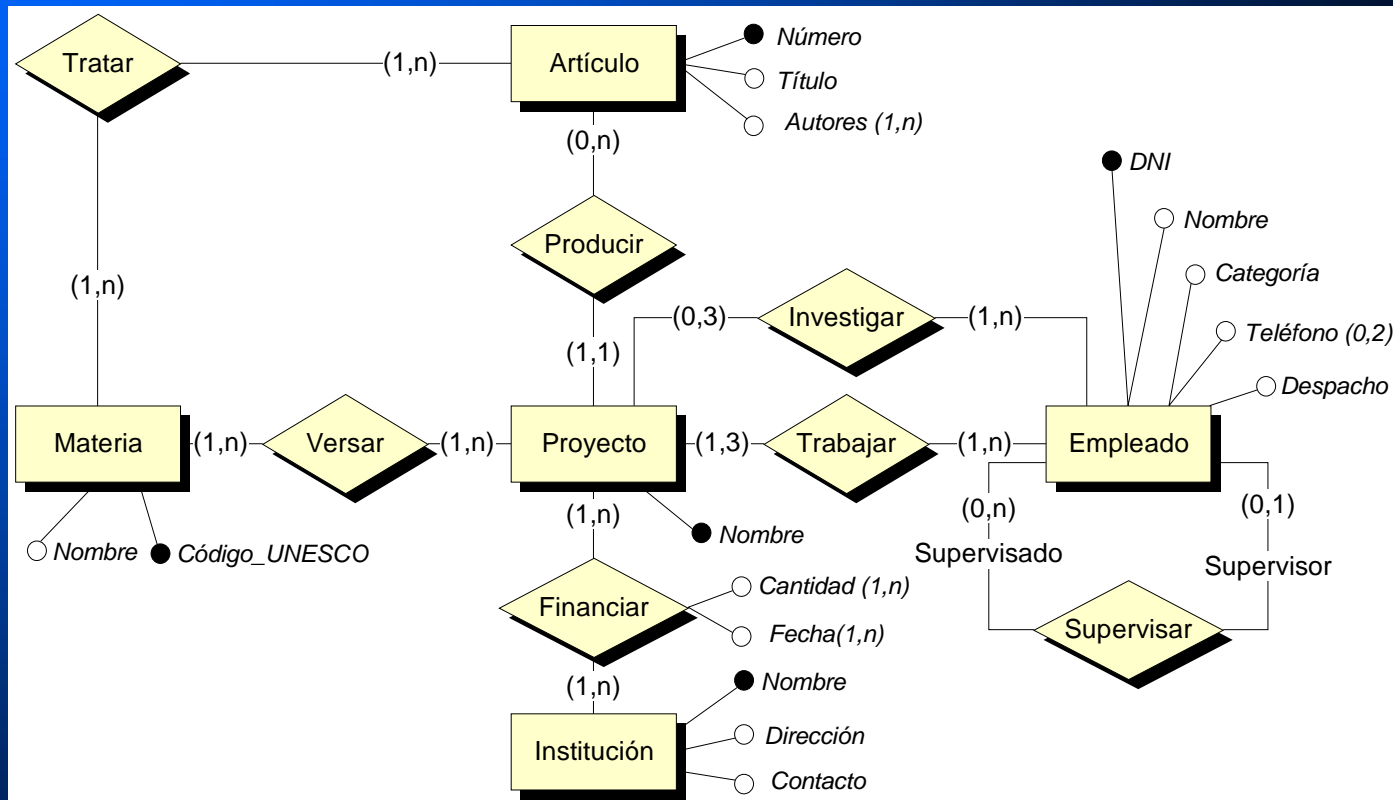 Tratar
(1,n)
Artículo
Número
Título
Autores (1,n)
(0,n)
DNI
Producir
Nombre
Categoría
(1,n)
(0,3)
Investigar
(1,n)
Teléfono (0,2)
(1,1)
Despacho
Materia
(1,n)
Versar
(1,n)
Proyecto
(1,3)
Trabajar
(1,n)
Empleado
(1,n)
(0,n)
(0,1)
Nombre
Código_UNESCO
Nombre
Supervisado
Supervisor
Financiar
Cantidad (1,n)
Fecha(1,n)
Supervisar
(1,n)
Nombre
Institución
Dirección
Contacto